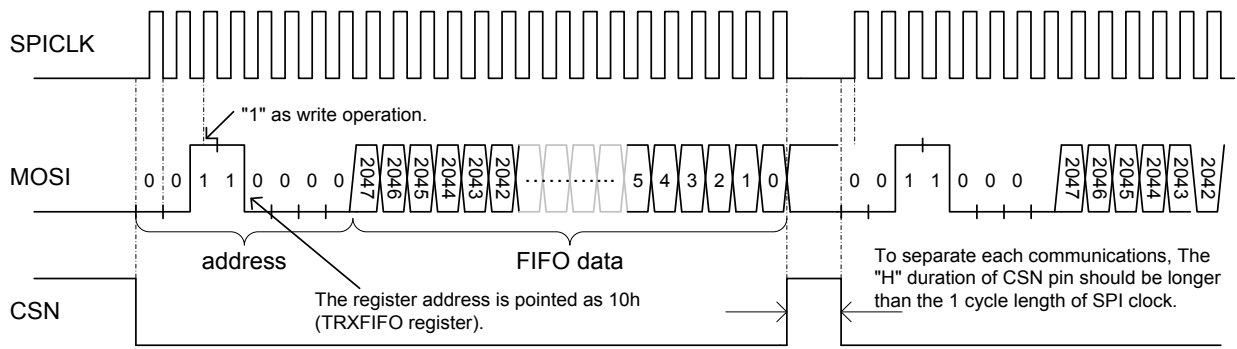 SPICLK
"1" as write operation.
MOSI
0 0 1 1 0 0 0 0 2047 2046 2045 2044 2043 2042 ............ 5 4 3 2 1 0 0 0 1 1 0 0 0 2047 2046 2045 2044 2043 2042
address
FIFO data
To separate each communications, The
"H" duration of CSN pin should be longer
than the 1 cycle length of SPI clock.
CSN
The register address is pointed as 10h
(TRXFIFO register).